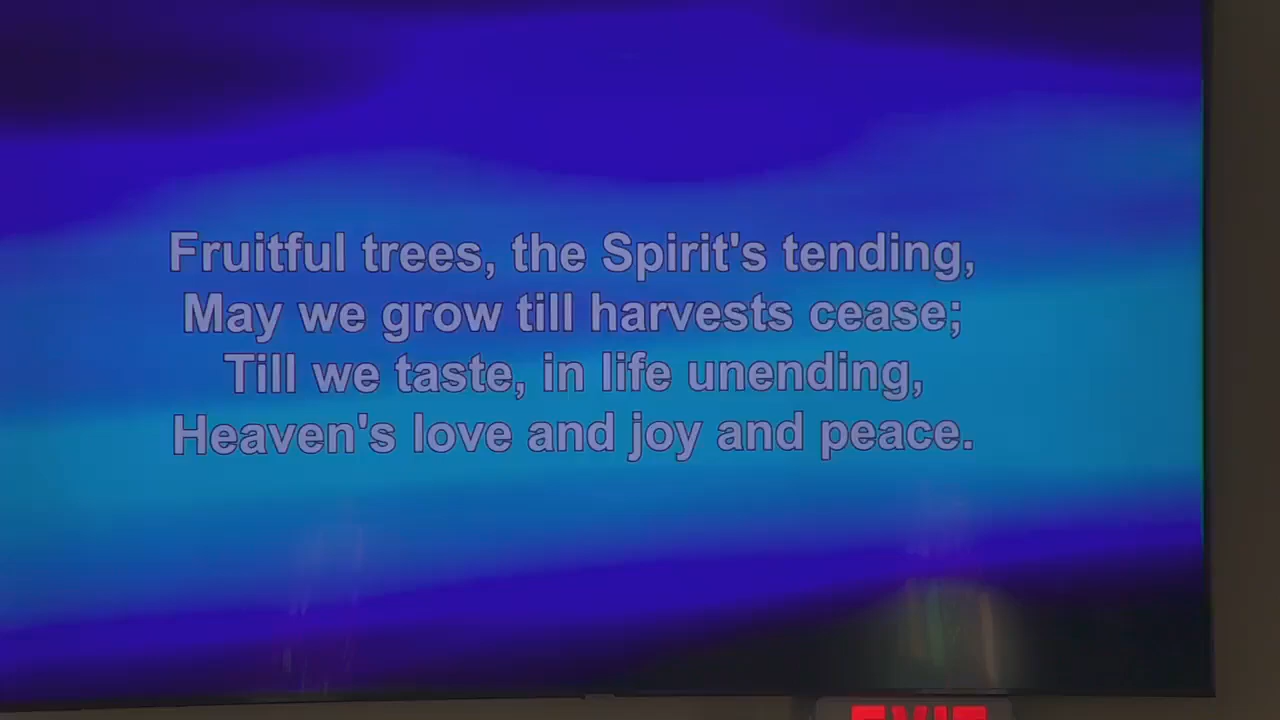 Fruitful trees, the Spirit's tending,
May we grow till harvests cease;
Till we taste, in life unending,
Heaven's love and joy and peace.
EXIT